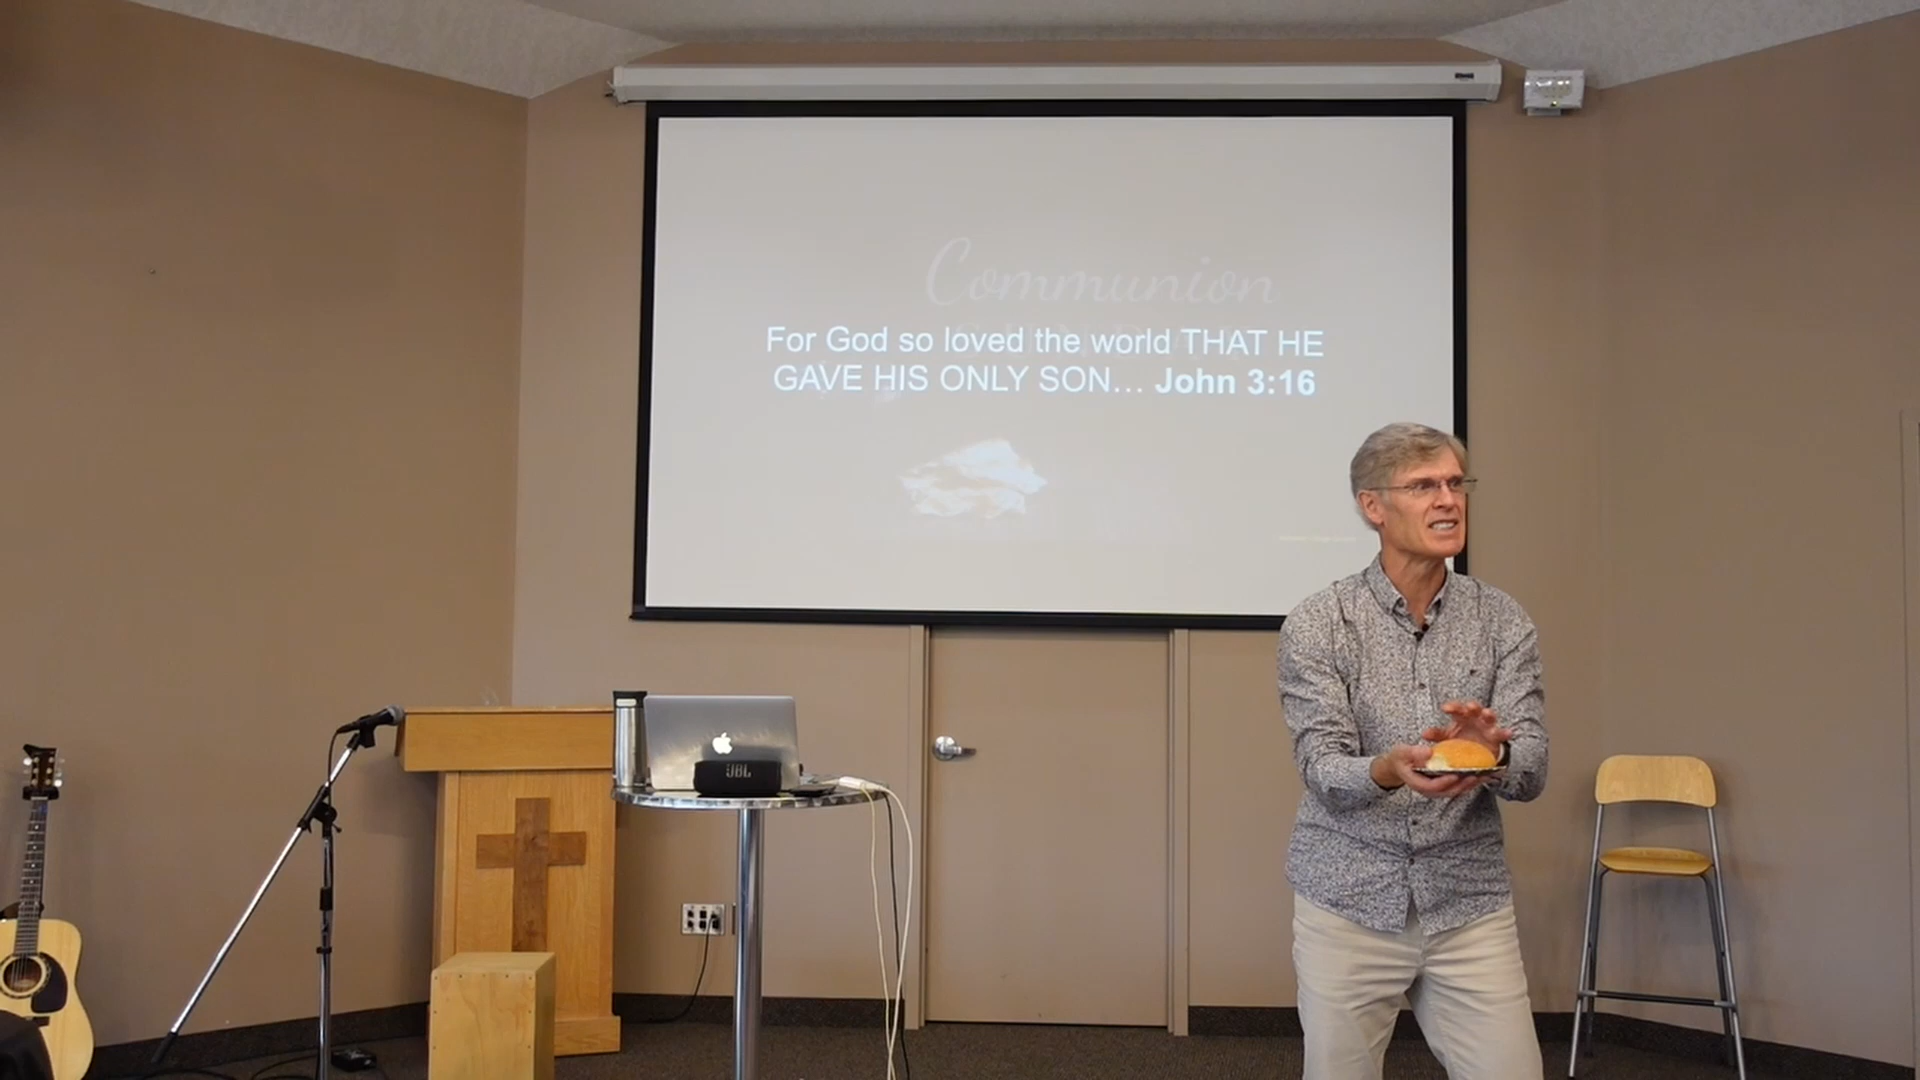 Communion
For God so loved the world THAT HE
GAVE HIS ONLY SON... John 3:16
JBL